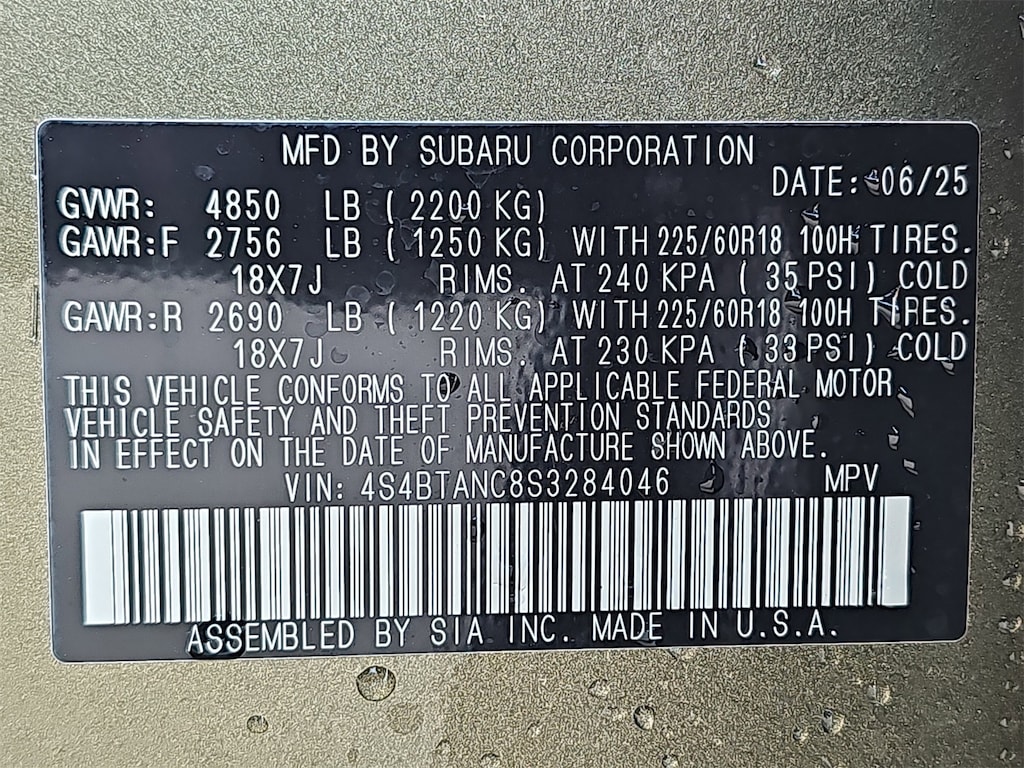 MFD BY SUBARU CORPORATION
DATE: 06/25
GVWR: 4850 LB ( 2200 KG)
GAWR:F 2756 LB ( 1250 KG) WITH 225/60R18 100H TIRES.
18X7J RIMS. AT 240 KPA ( 35 PSI) COLD
GAWR:R 2690 LB ( 1220 KG) WITH 225/60R18 100H TIRES.
18X7J RIMS. AT 230 KPA ( 33 PSI) COLD
THIS VEHICLE CONFORMS TO ALL APPLICABLE FEDERAL MOTOR
VEHICLE SAFETY AND THEFT PREVENTION STANDARDS
IN EFFECT ON THE DATE OF MANUFACTURE SHOWN ABOVE.
VIN: 4S4BTANC8S3284046 MPV
ASSEMBLED BY SIA INC. MADE IN U.S.A.